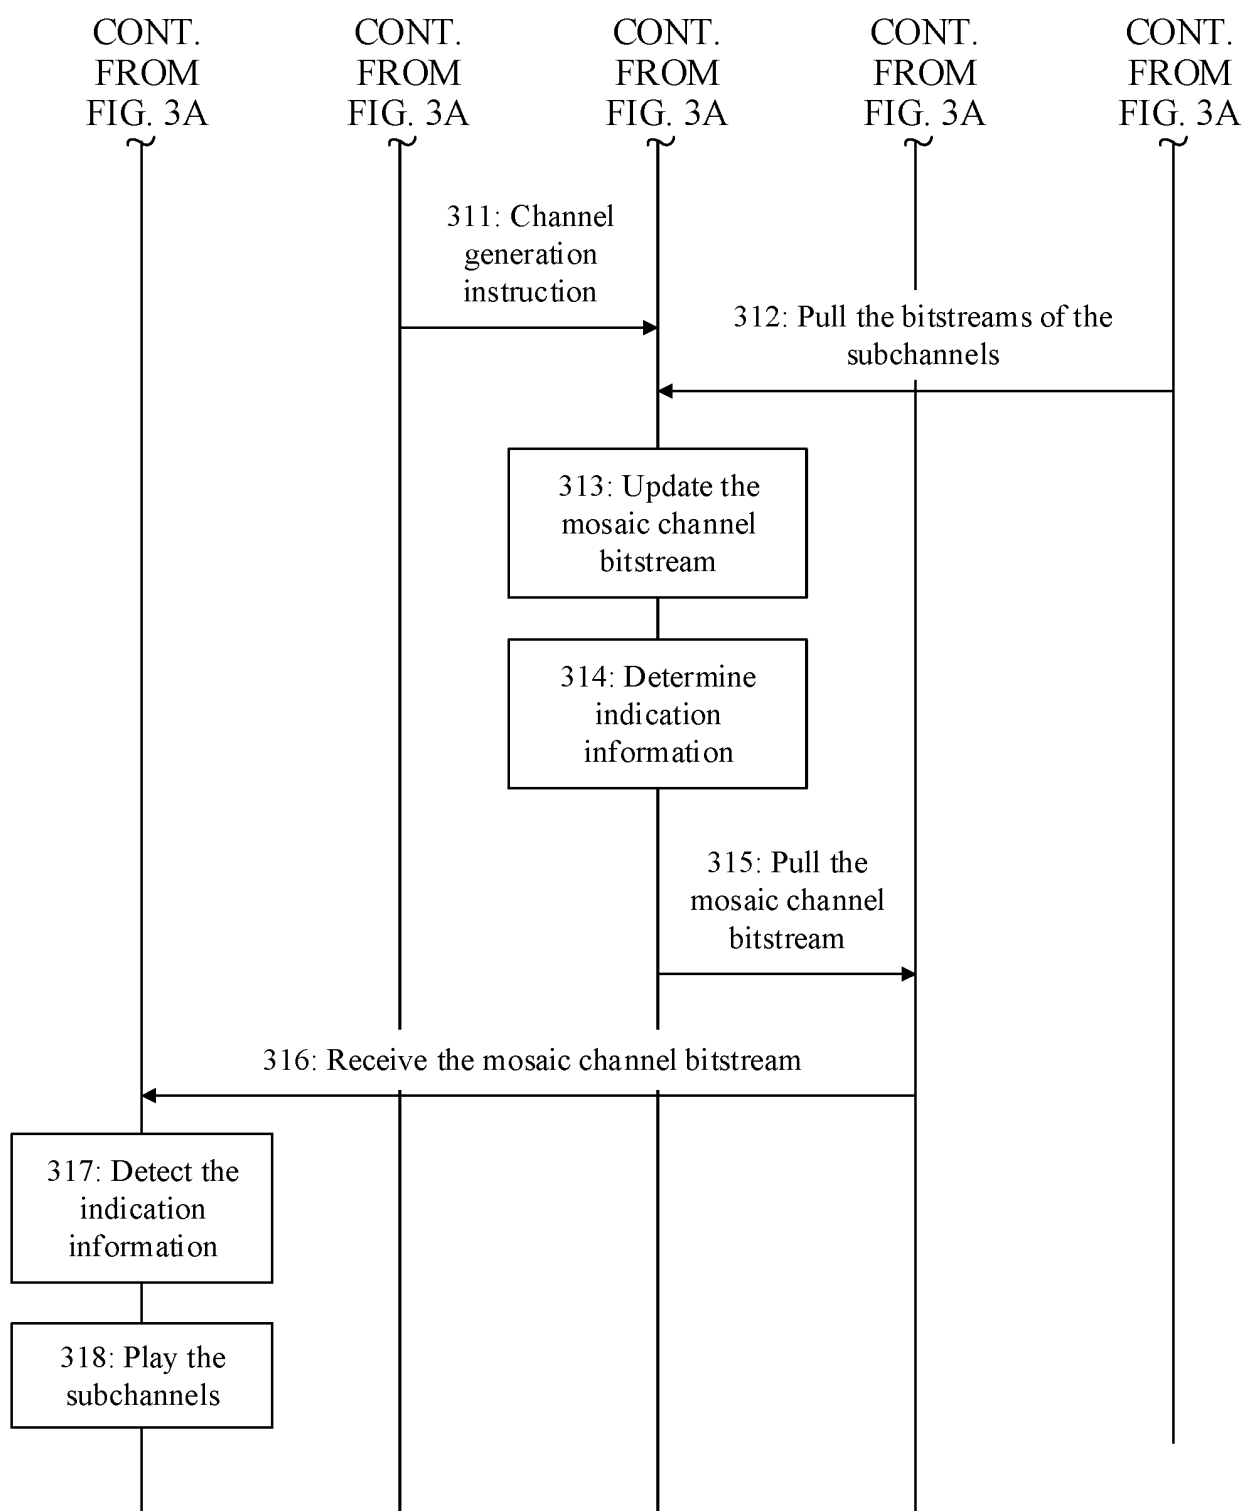 CONT. FROM FIG. 3A
CONT. FROM FIG. 3A
CONT. FROM FIG. 3A
CONT. FROM FIG. 3A
CONT. FROM FIG. 3A
311: Channel
generation
instruction
312: Pull the bitstreams of the
subchannels
313: Update the
mosaic channel
bitstream
314: Determine
indication
information
315: Pull the
mosaic channel
bitstream
316: Receive the mosaic channel bitstream
317: Detect the
indication
information
318: Play the
subchannels